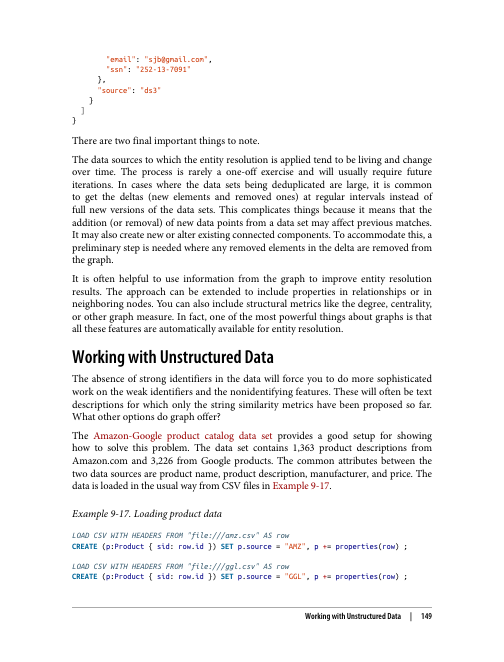 "email": "sjb@gmail.com",
"ssn": "252-13-7091"
},
"source": "ds3"
}
]
}
There are two final important things to note.
The data sources to which the entity resolution is applied tend to be living and change
over time. The process is rarely a one-off exercise and will usually require future
iterations. In cases where the data sets being deduplicated are large, it is common
to get the deltas (new elements and removed ones) at regular intervals instead of
full new versions of the data sets. This complicates things because it means that the
addition (or removal) of new data points from a data set may affect previous matches.
It may also create new or alter existing connected components. To accommodate this, a
preliminary step is needed where any removed elements in the delta are removed from
the graph.
It is often helpful to use information from the graph to improve entity resolution
results. The approach can be extended to include properties in relationships or in
neighboring nodes. You can also include structural metrics like the degree, centrality,
or other graph measure. In fact, one of the most powerful things about graphs is that
all these features are automatically available for entity resolution.
Working with Unstructured Data
The absence of strong identifiers in the data will force you to do more sophisticated
work on the weak identifiers and the nonidentifying features. These will often be text
descriptions for which only the string similarity metrics have been proposed so far.
What other options do graph offer?
The Amazon-Google product catalog data set provides a good setup for showing
how to solve this problem. The data set contains 1,363 product descriptions from
Amazon.com and 3,226 from Google products. The common attributes between the
two data sources are product name, product description, manufacturer, and price. The
data is loaded in the usual way from CSV files in Example 9-17.
Example 9-17. Loading product data
LOAD CSV WITH HEADERS FROM "file:///amz.csv" AS row
CREATE (p:Product { sid: row.id }) SET p.source = "AMZ", p += properties(row) ;
LOAD CSV WITH HEADERS FROM "file:///ggl.csv" AS row
CREATE (p:Product { sid: row.id }) SET p.source = "GGL", p += properties(row) ;
Working with Unstructured Data | 149